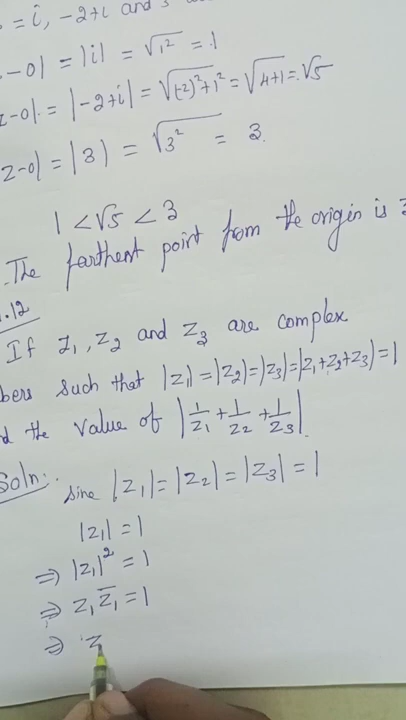 = i, -2+i and 3
-0| = |i| = √1² = 1
z-0| = |-2+i| = √(-2)²+1² = √4+1 = √5
z-0| = |3) = √3² = 3.
1 < √5 < 3
The farthest point from the origin is 3
.12
If z₁, z₂ and z₃ are complex
bers such that |z₁| = |z₂| = |z₃| = |z₁+z₂+z₃) = 1
d the value of |1/z₁ + 1/z₂ + 1/z₃|
Soln:. Sine |z₁| = |z₂| = |z₃| = 1
|z₁| = 1
⇒ |z₁|² = 1
⇒ z₁z̄₁ = 1
⇒ z